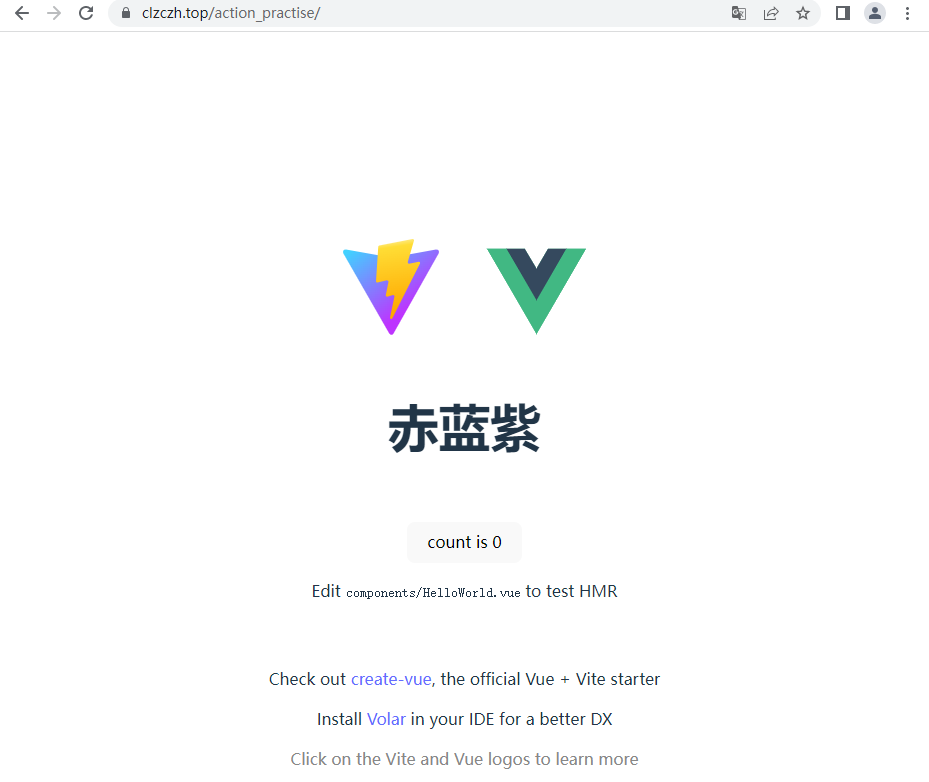 clzczh.top/action_practise/
赤蓝紫
count is 0
Edit components/HelloWorld.vue to test HMR
Check out create-vue, the official Vue + Vite starter
Install Volar in your IDE for a better DX
Click on the Vite and Vue logos to learn more